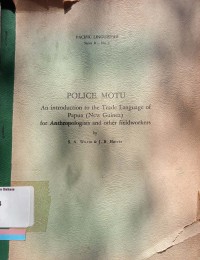 PACIFIC LINGUISTICS
POLICE MOTU
An introduction to the Trade Language of
Papua (New Guinea)
for Anthropologists and other fieldworkers
by